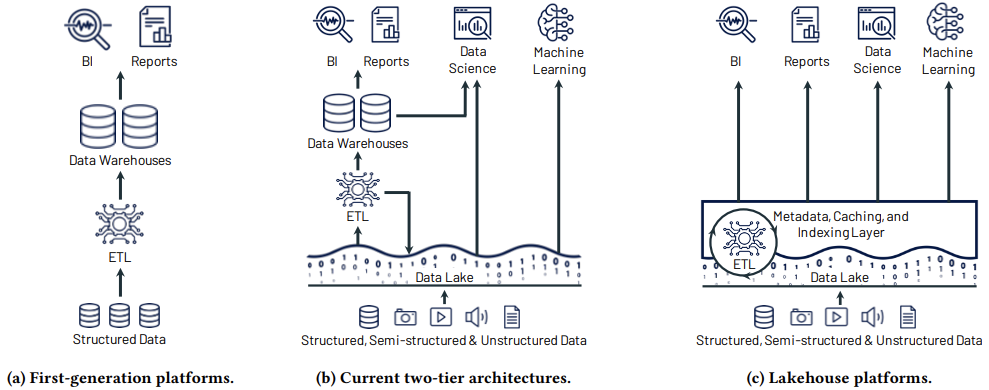 BI
Reports
Data Warehouses
ETL
Structured Data
(a) First-generation platforms.
BI
Reports
Data
Science
Machine
Learning
Data Warehouses
ETL
Data Lake
Structured, Semi-structured & Unstructured Data
(b) Current two-tier architectures.
BI
Reports
Data
Science
Machine
Learning
Metadata, Caching, and
Indexing Layer
ETL
Data Lake
Structured, Semi-structured & Unstructured Data
(c) Lakehouse platforms.